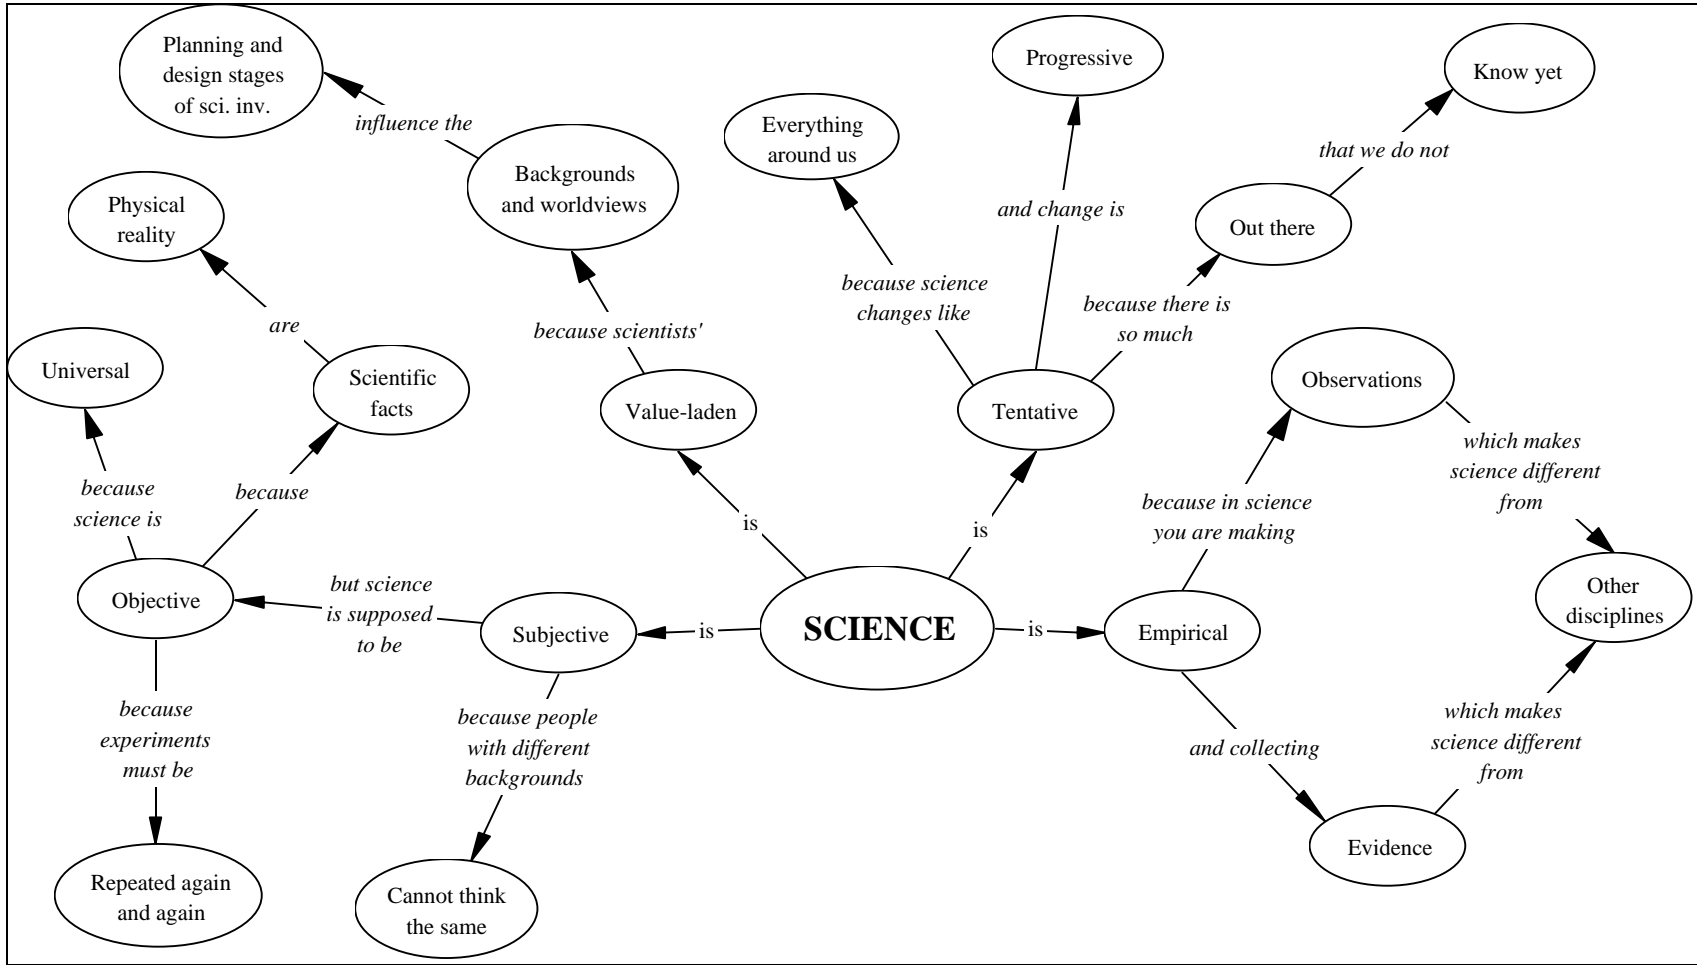 Planning and
design stages
of sci. inv.
influence the
Backgrounds
and worldviews
because scientists'
Value-laden
is
Progressive
and change is
Everything
around us
because science
changes like
Know yet
that we do not
Out there
because there is
so much
Tentative
is
Physical
reality
are
Scientific
facts
because
Universal
because
science is
Objective
but science
is supposed
to be
Subjective
is
SCIENCE
is
Empirical
because in science
you are making
Observations
which makes
science different
from
Other
disciplines
and collecting
Evidence
which makes
science different
from
because
experiments
must be
Repeated again
and again
because people
with different
backgrounds
Cannot think
the same